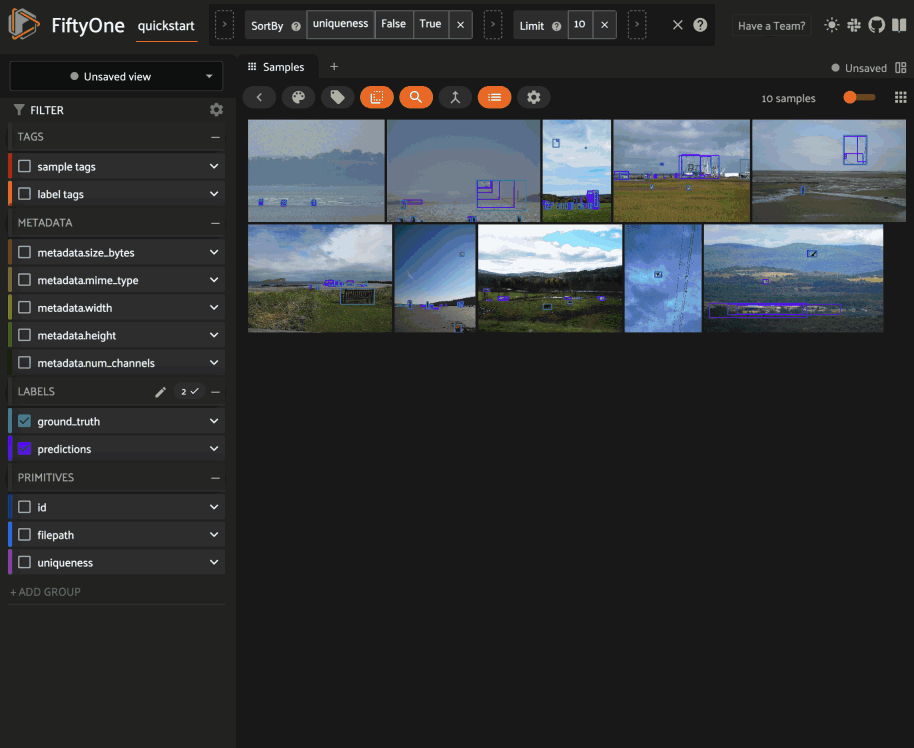 FiftyOne quickstart
SortBy uniqueness False True
Limit 10
Have a Team?
Unsaved view
Samples
Unsaved
FILTER
10 samples
TAGS
sample tags
label tags
METADATA
metadata.size_bytes
metadata.mime_type
metadata.width
metadata.height
metadata.num_channels
LABELS 2
ground_truth
predictions
PRIMITIVES
id
filepath
uniqueness
+ ADD GROUP